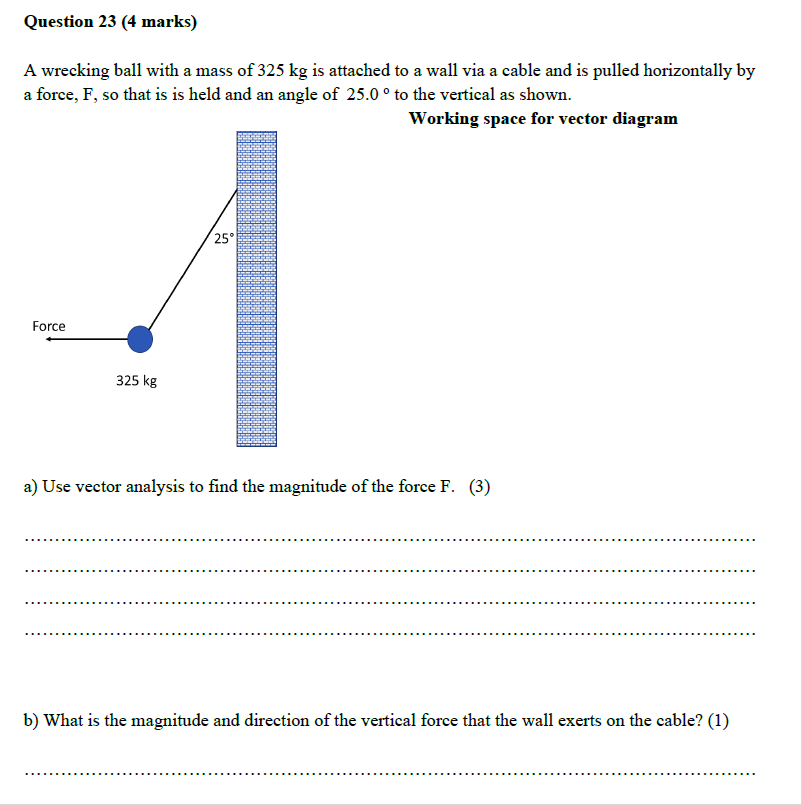 Question 23 (4 marks)
A wrecking ball with a mass of 325 kg is attached to a wall via a cable and is pulled horizontally by
a force, F, so that is is held and an angle of 25.0 ° to the vertical as shown.
Working space for vector diagram
25°
Force
325 kg
a) Use vector analysis to find the magnitude of the force F. (3)
b) What is the magnitude and direction of the vertical force that the wall exerts on the cable? (1)